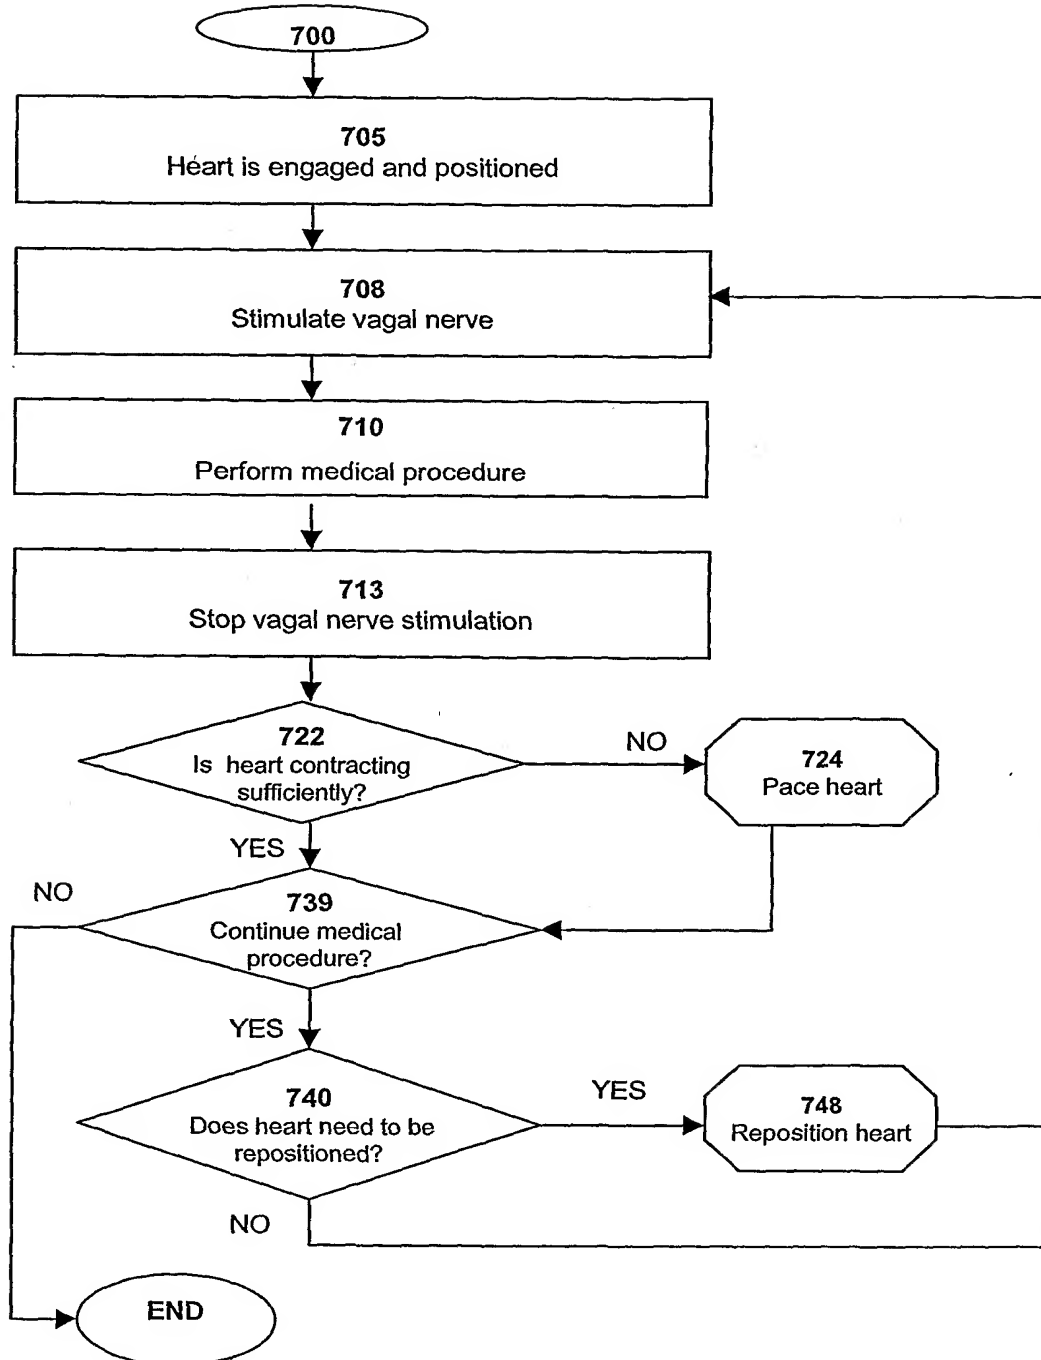 700
705
Heart is engaged and positioned
708
Stimulate vagal nerve
710
Perform medical procedure
713
Stop vagal nerve stimulation
722
Is heart contracting
sufficiently?
NO
724
Pace heart
YES
NO
739
Continue medical
procedure?
YES
740
Does heart need to be
repositioned?
YES
748
Reposition heart
NO
END